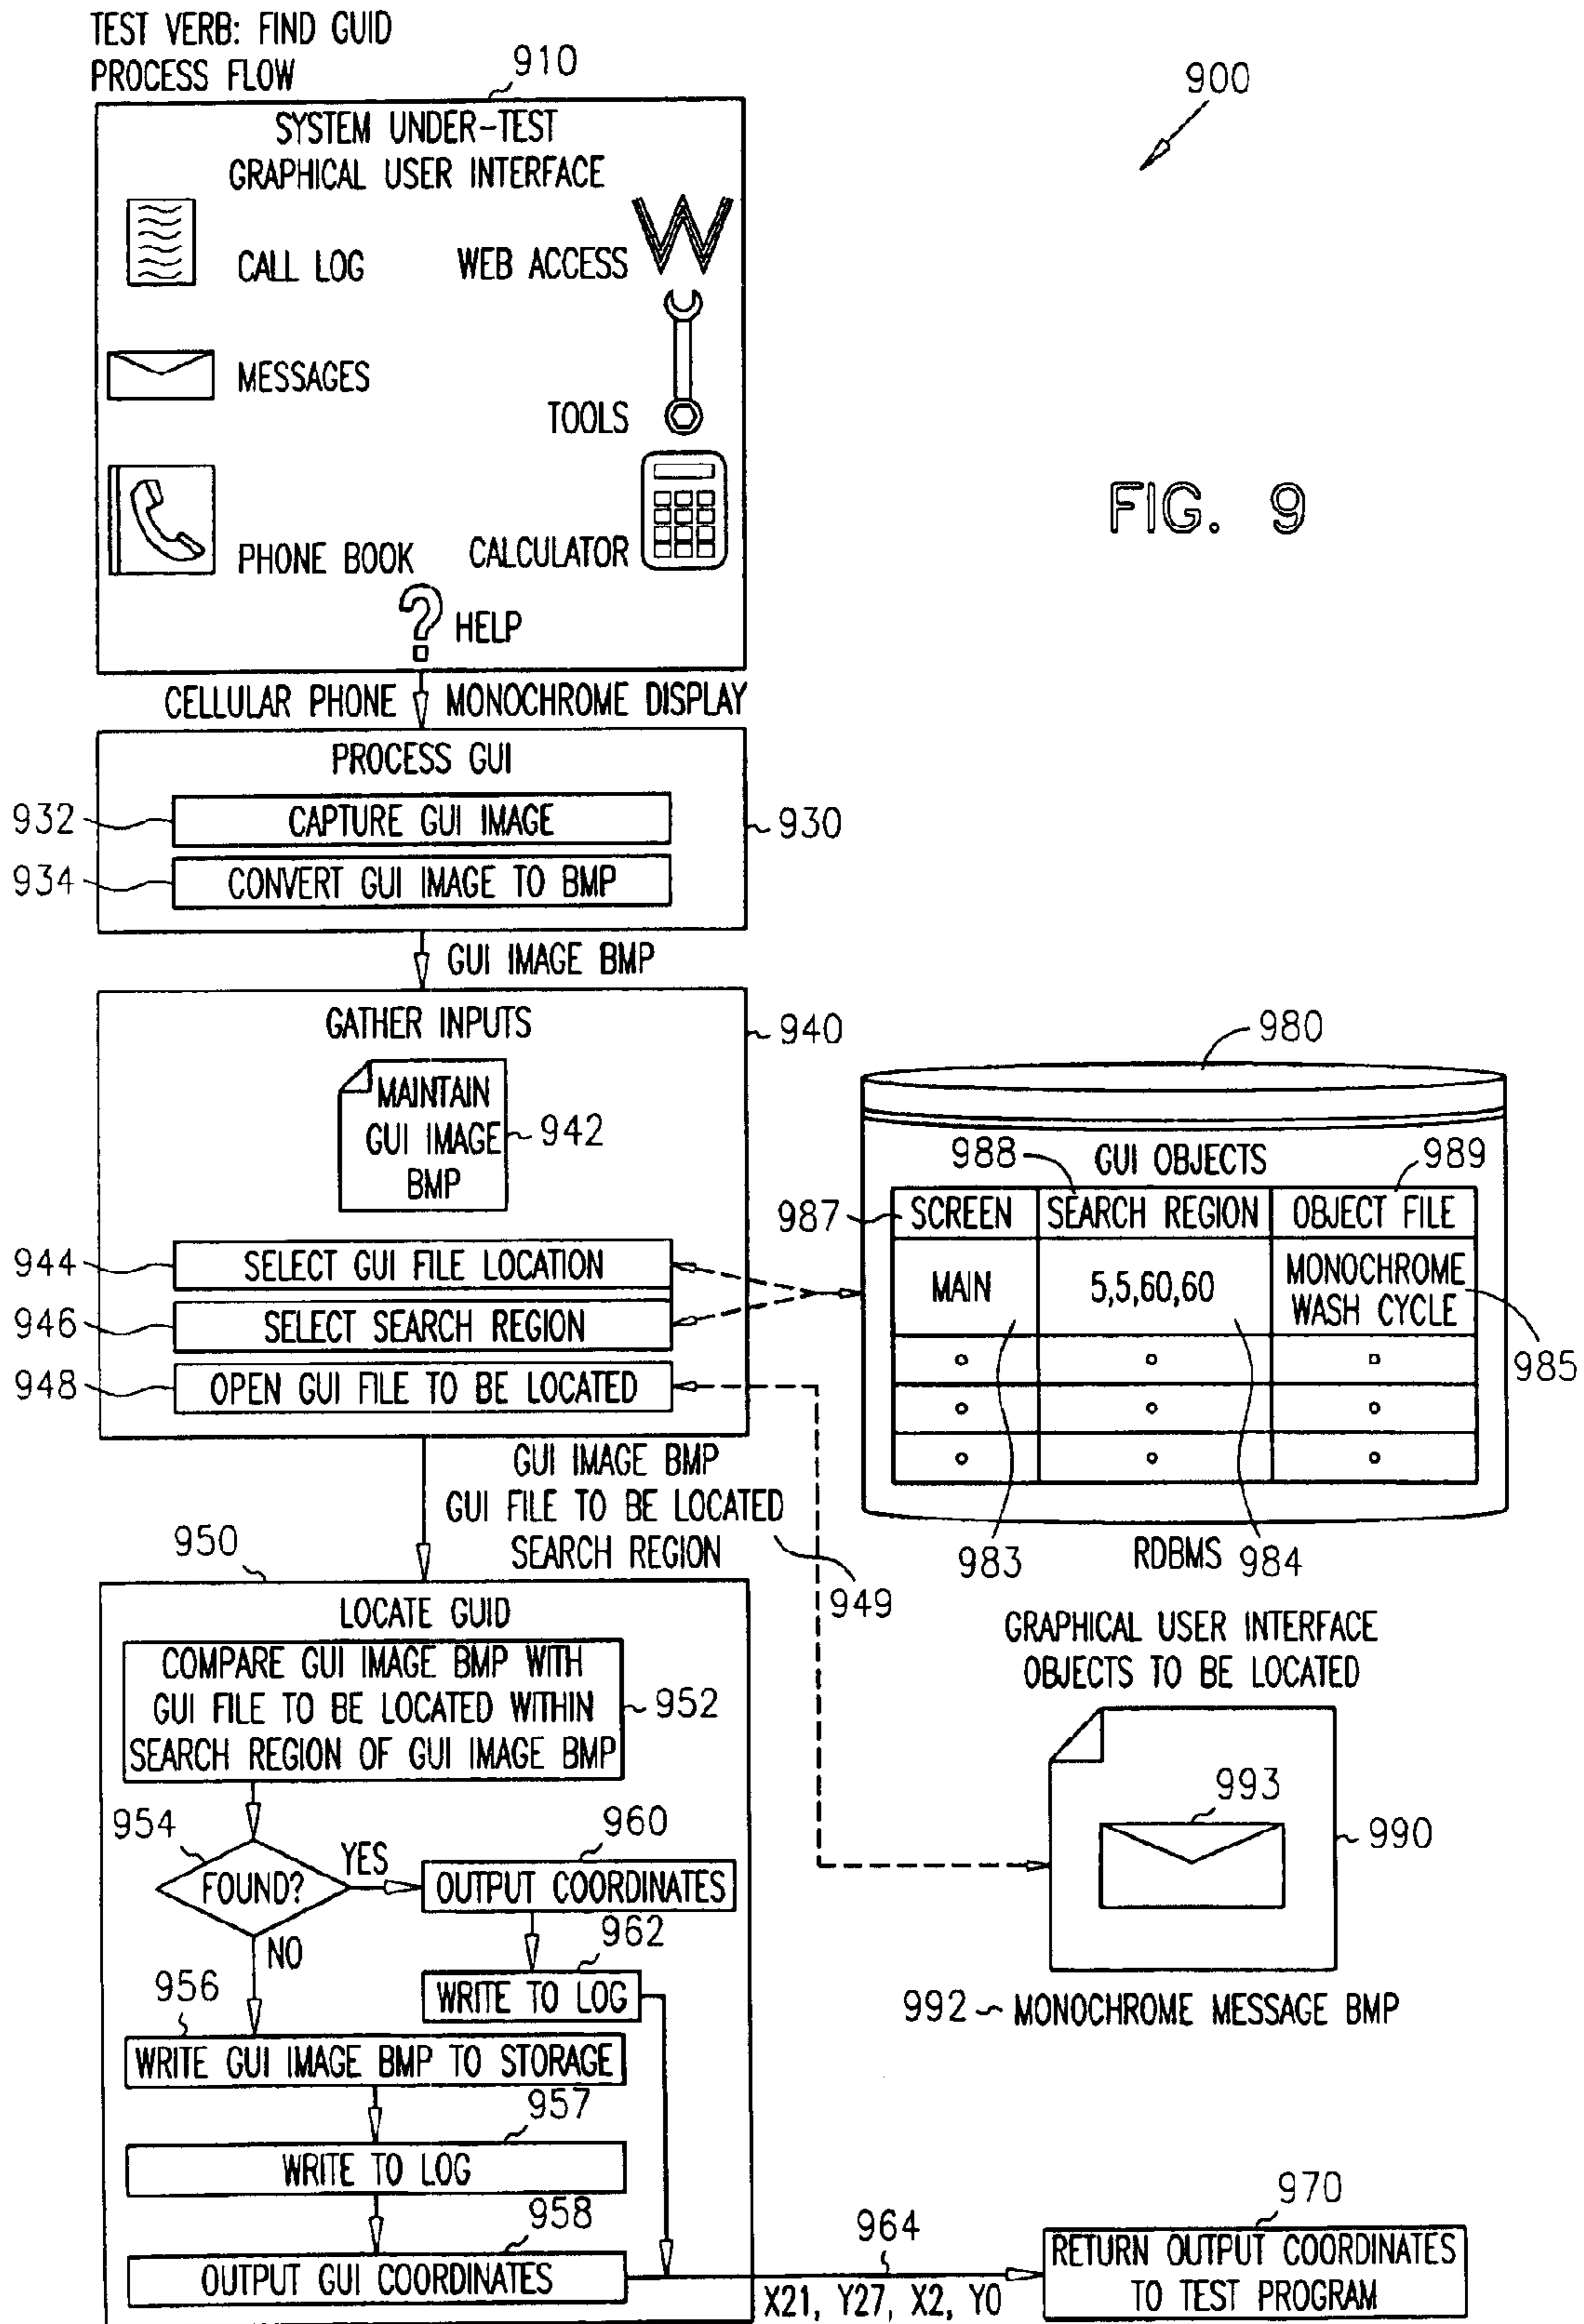 TEST VERB: FIND GUID
PROCESS FLOW
910
900
SYSTEM UNDER-TEST
GRAPHICAL USER INTERFACE
CALL LOG
WEB ACCESS
MESSAGES
TOOLS
PHONE BOOK
CALCULATOR
? HELP
FIG. 9
CELLULAR PHONE
MONOCHROME DISPLAY
PROCESS GUI
932
CAPTURE GUI IMAGE
930
934
CONVERT GUI IMAGE TO BMP
GUI IMAGE BMP
GATHER INPUTS
940
MAINTAIN
GUI IMAGE
BMP
942
944
SELECT GUI FILE LOCATION
946
SELECT SEARCH REGION
948
OPEN GUI FILE TO BE LOCATED
980
988
GUI OBJECTS
989
987
SCREEN
SEARCH REGION
OBJECT FILE
MAIN
5,5,60,60
MONOCHROME
WASH CYCLE
985
983
RDBMS
984
GUI IMAGE BMP
GUI FILE TO BE LOCATED
SEARCH REGION
949
950
LOCATE GUID
COMPARE GUI IMAGE BMP WITH
GUI FILE TO BE LOCATED WITHIN
SEARCH REGION OF GUI IMAGE BMP
952
954
FOUND?
YES
960
OUTPUT COORDINATES
NO
962
WRITE TO LOG
956
WRITE GUI IMAGE BMP TO STORAGE
957
WRITE TO LOG
958
OUTPUT GUI COORDINATES
GRAPHICAL USER INTERFACE
OBJECTS TO BE LOCATED
993
990
992
MONOCHROME MESSAGE BMP
964
X21, Y27, X2, Y0
970
RETURN OUTPUT COORDINATES
TO TEST PROGRAM